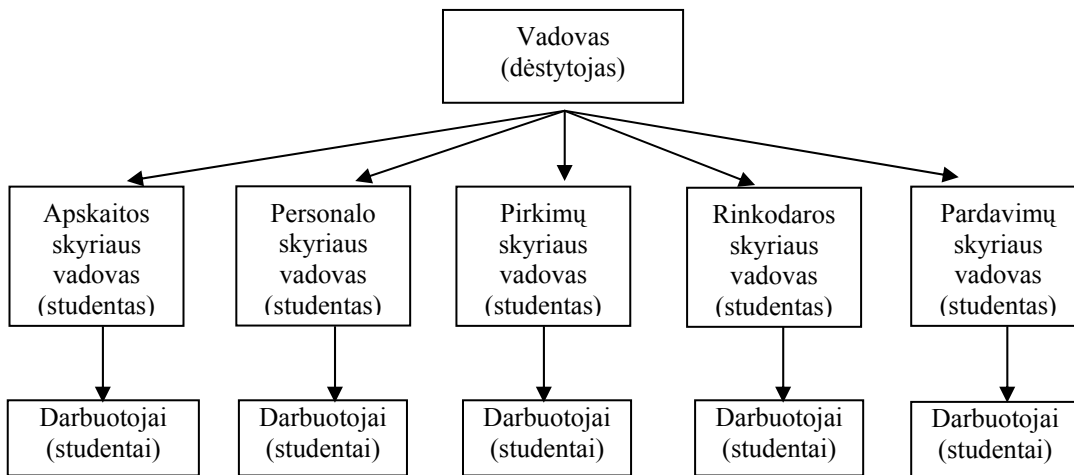 Vadovas
(dėstytojas)
Apskaitos
skyriaus
vadovas
(studentas)
Personalo
skyriaus
vadovas
(studentas)
Pirkimų
skyriaus
vadovas
(studentas)
Rinkodaros
skyriaus
vadovas
(studentas)
Pardavimų
skyriaus
vadovas
(studentas)
Darbuotojai
(studentai)
Darbuotojai
(studentai)
Darbuotojai
(studentai)
Darbuotojai
(studentai)
Darbuotojai
(studentai)